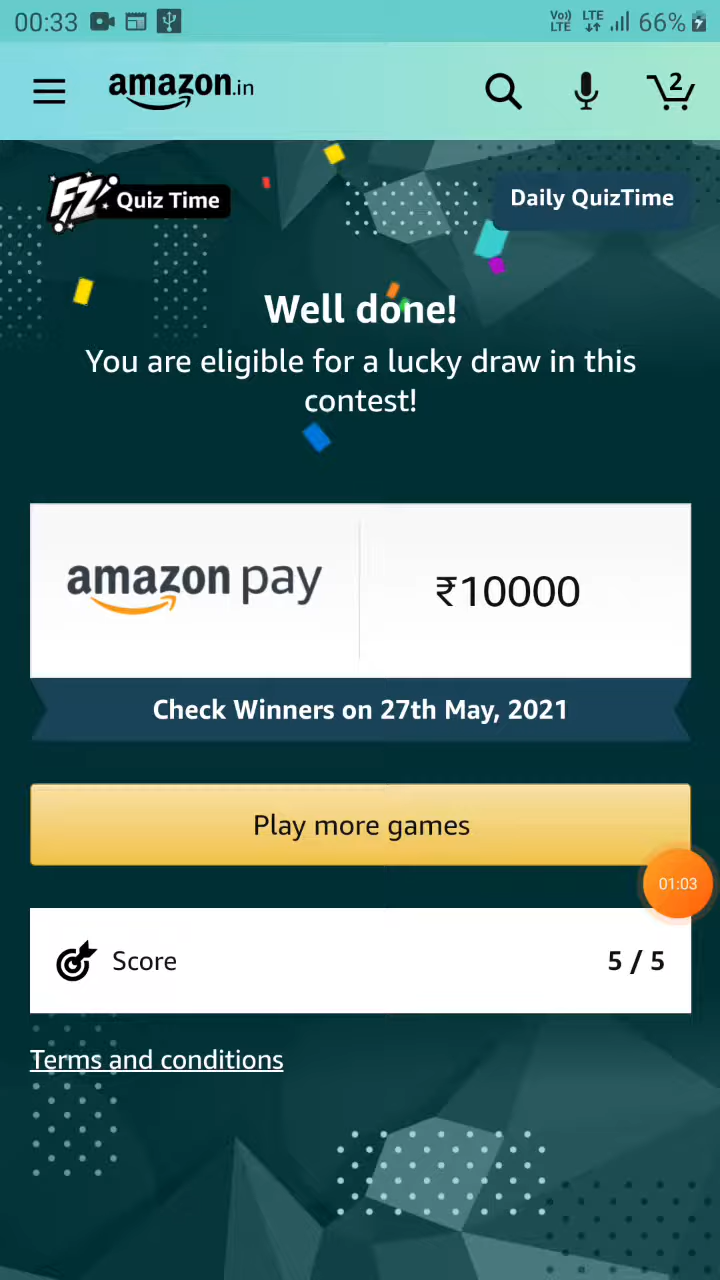 00:33
Vo)) LTE LTE 66%
amazon.in
2
FZ Quiz Time
Daily QuizTime
Well done!
You are eligible for a lucky draw in this
contest!
amazon pay
₹10000
Check Winners on 27th May, 2021
Play more games
01:03
Score
5 / 5
Terms and conditions